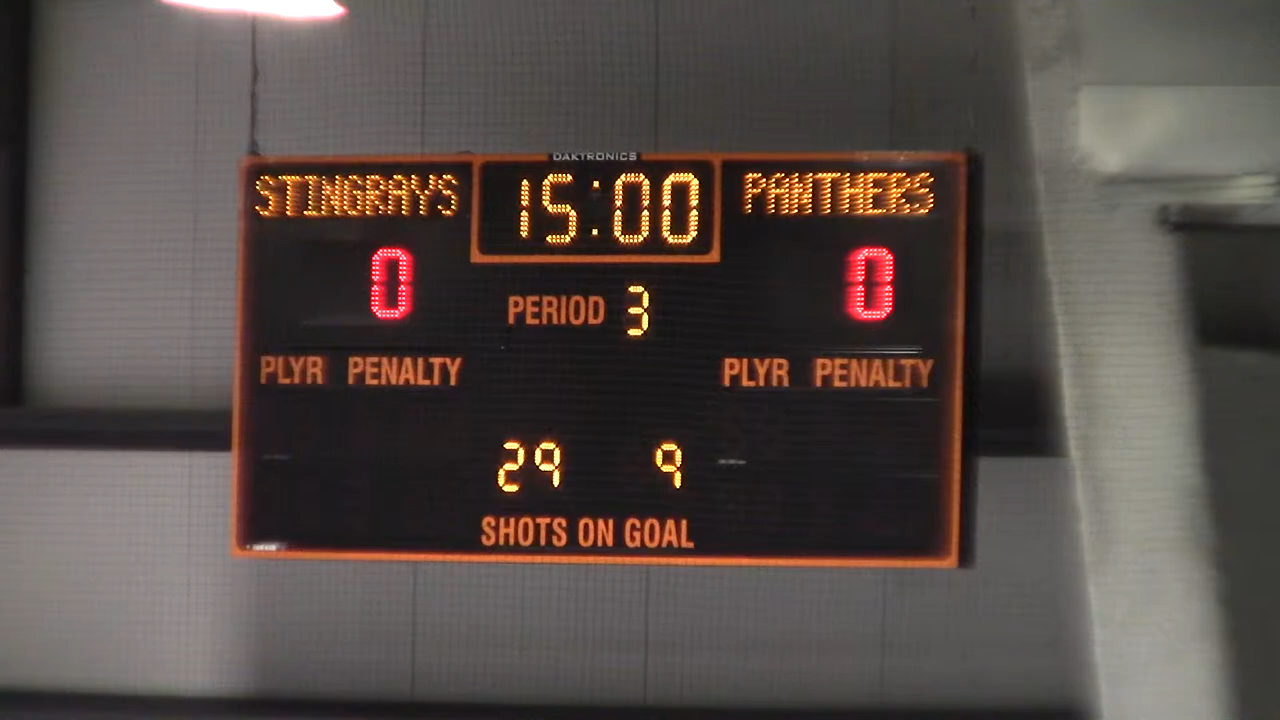 DAKTRONICS
STINGRAYS 15:00 PANTHERS
0 PERIOD 3 0
PLYR PENALTY PLYR PENALTY
29 9
SHOTS ON GOAL